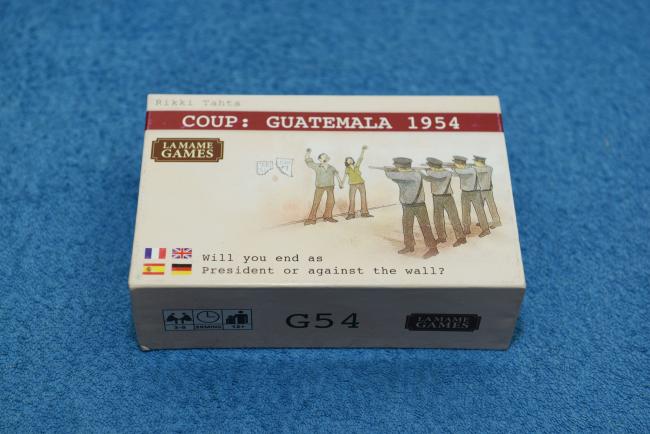 Rikki Tahta
COUP: GUATEMALA 1954
LA MAME
GAMES
Will you end as
President or against the wall?
G54
LA MAME
GAMES
12+